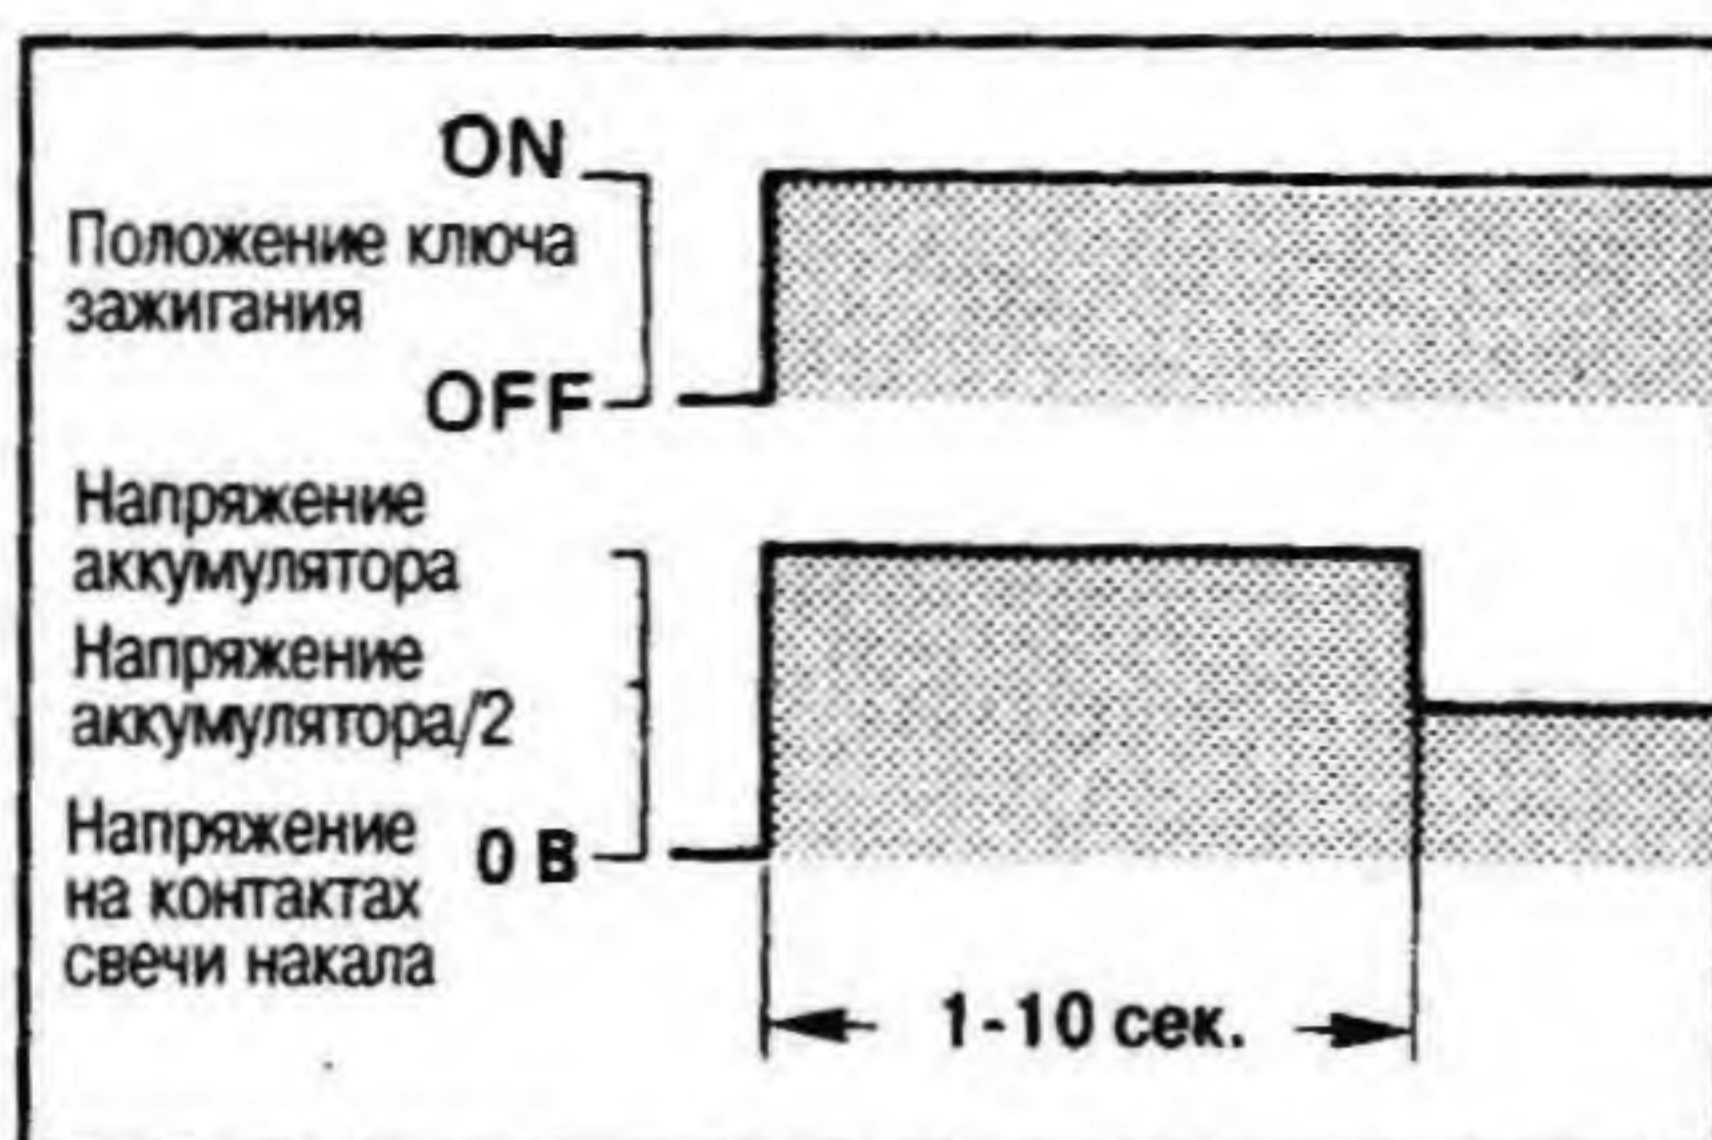 ON
Положение ключа
зажигания
OFF
Напряжение
аккумулятора
Напряжение
аккумулятора/2
Напряжение
на контактах
свечи накала
0 В
1-10 сек.